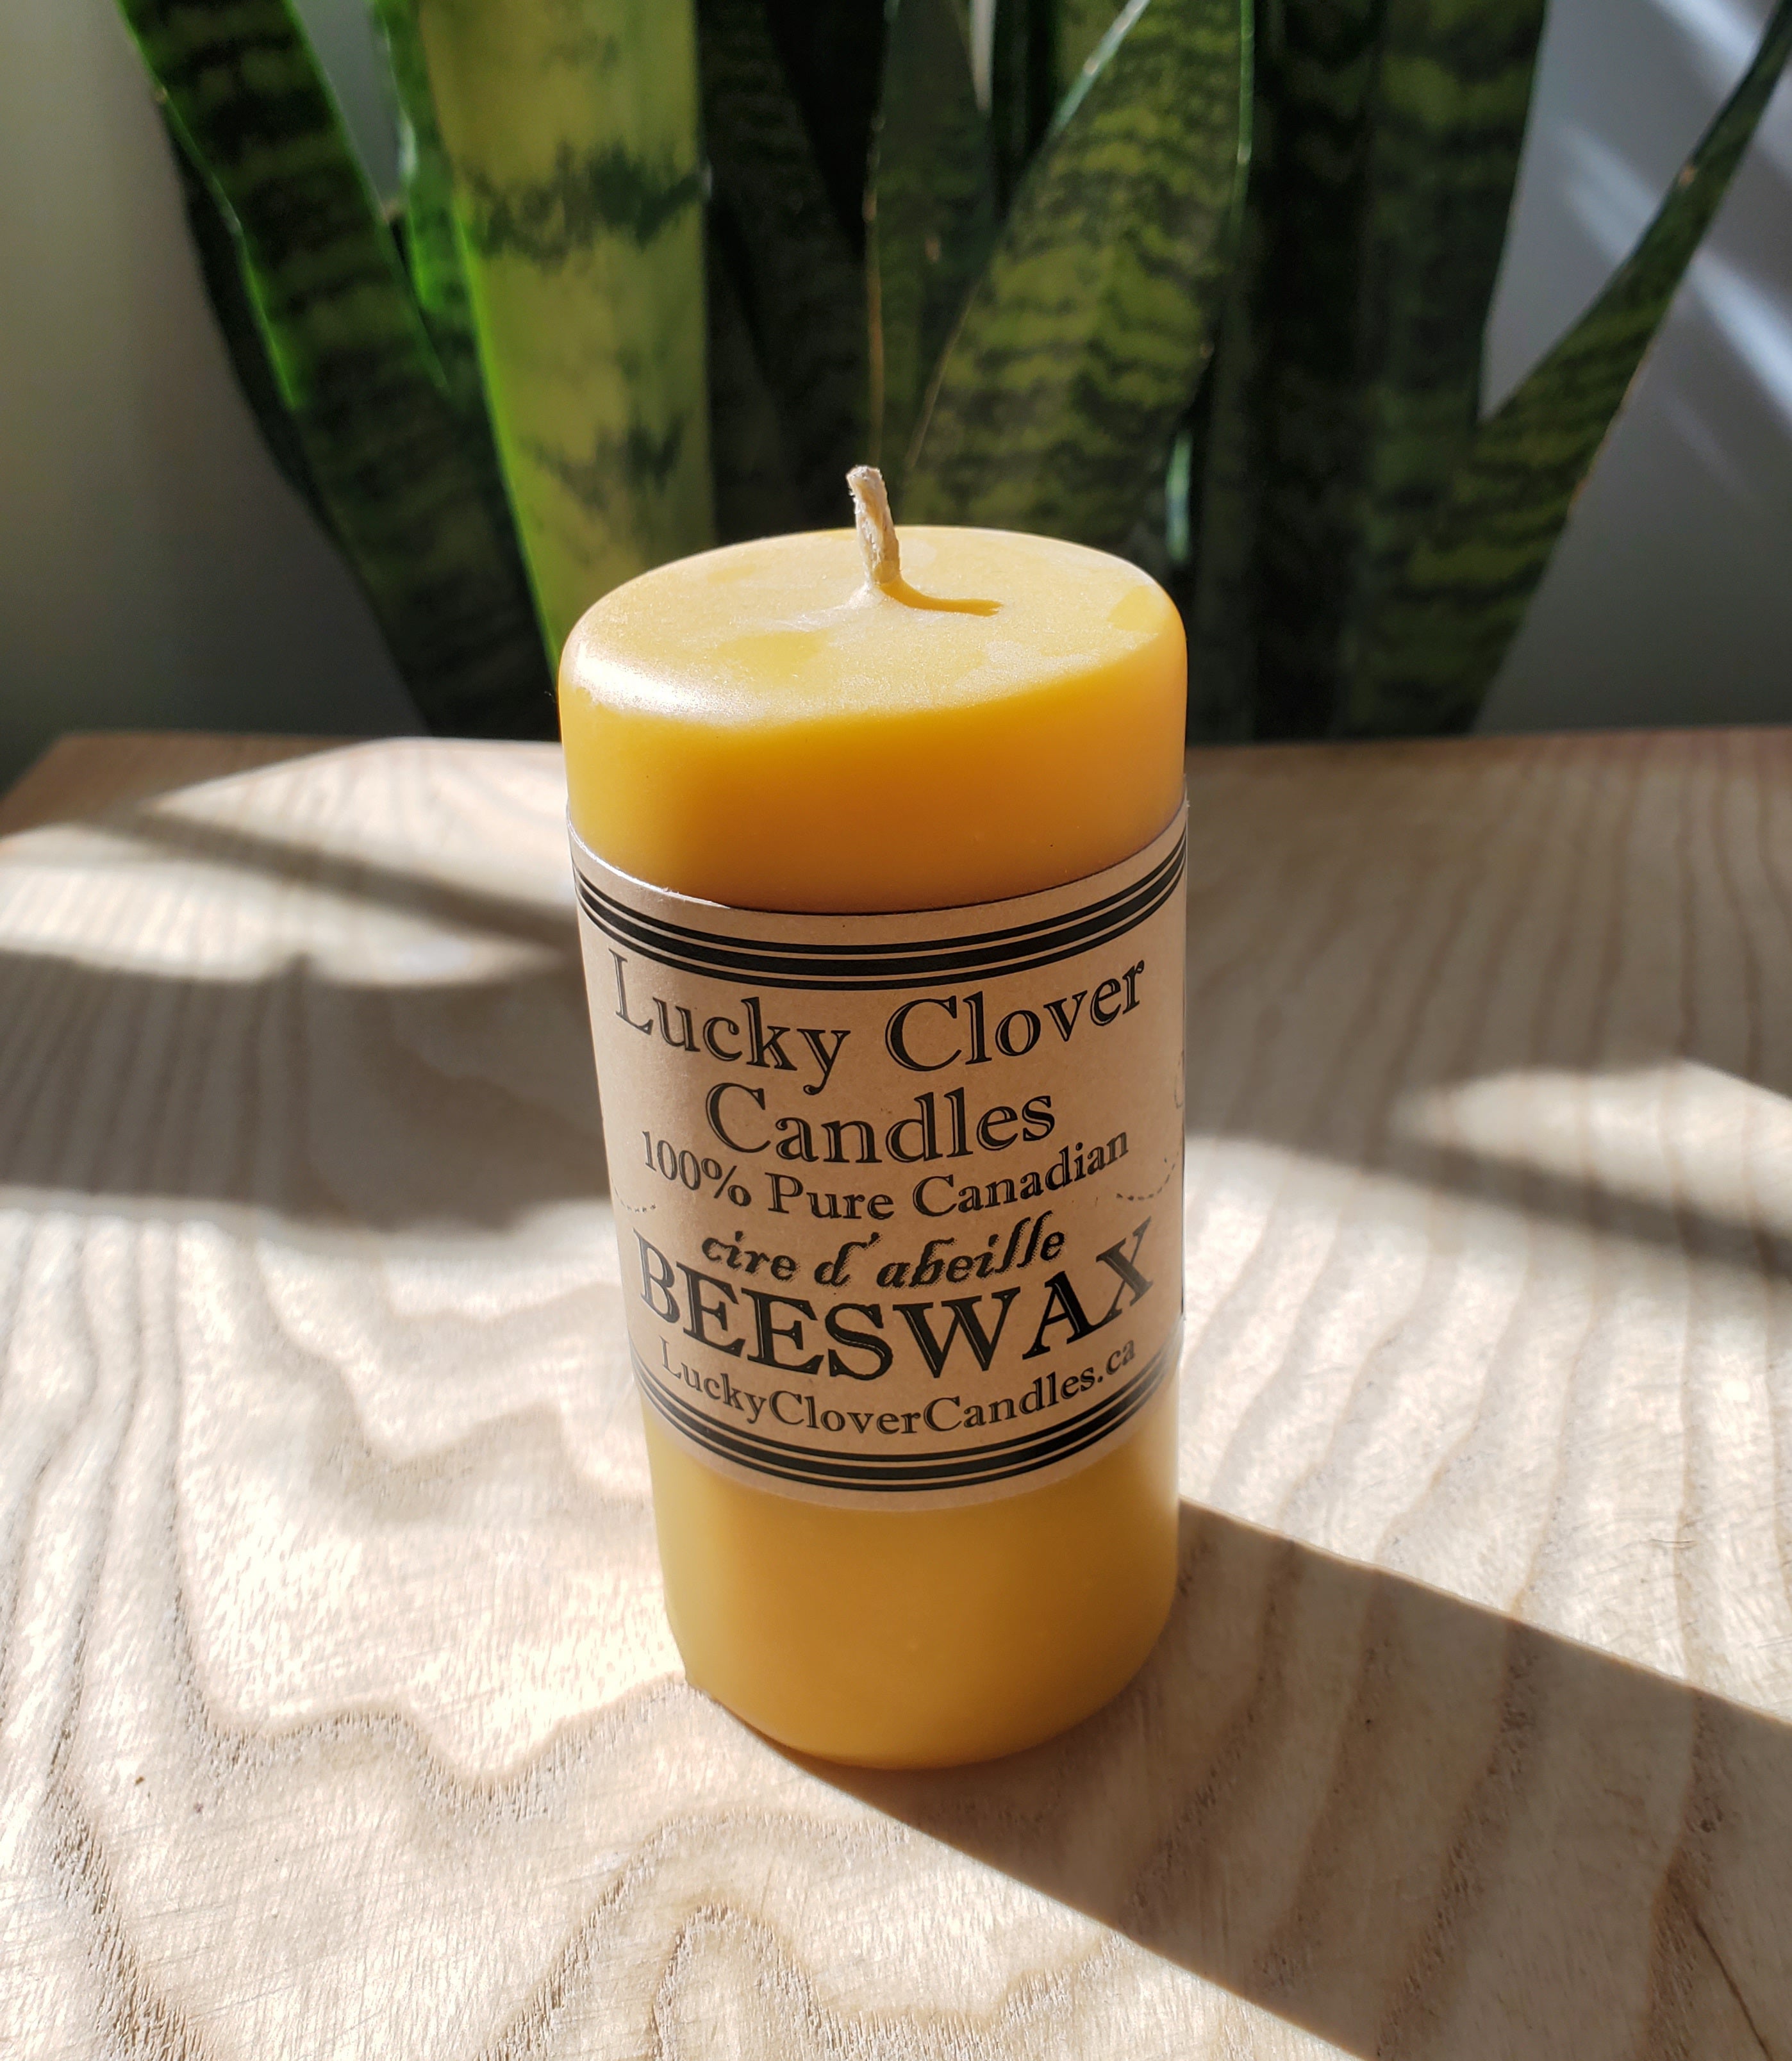 Lucky Clover
Candles
100% Pure Canadian
cire d'abeille
BEESWAX
LuckyCloverCandles.ca